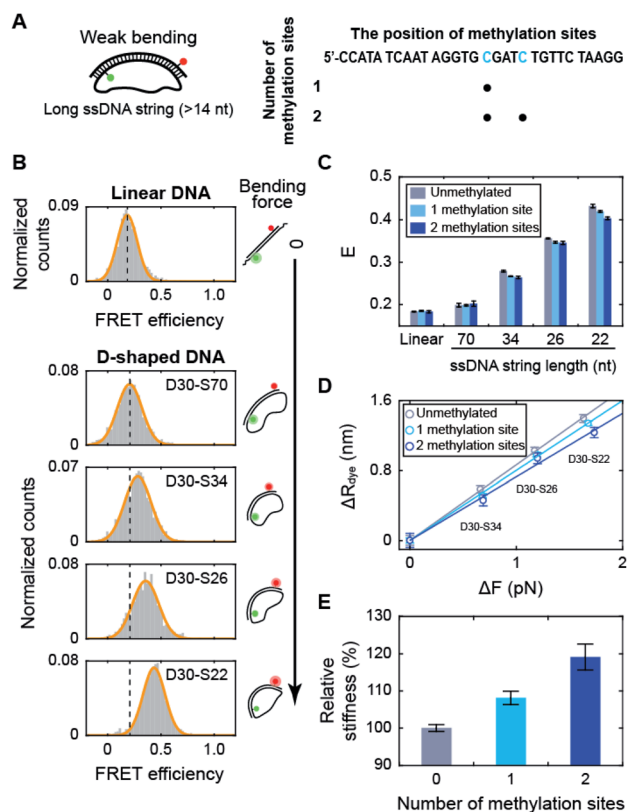 A
Weak bending
Long ssDNA string (>14 nt)
Number of
methylation sites
The position of methylation sites
5'-CCATA TCAAT AGGTG CGATC TGTTC TAAGG
1
2
B
Linear DNA
Bending
force
0.09
0
Normalized
counts
0
0.5
1.0
FRET efficiency
0
D-shaped DNA
0.08
D30-S70
0
0.07
D30-S34
0
Normalized counts
0.08
D30-S26
0
0.08
D30-S22
0
0
0.5
1.0
FRET efficiency
C
Unmethylated
1 methylation site
2 methylation sites
0.5
0.4
0.3
0.2
E
Linear 70 34 26 22
ssDNA string length (nt)
D
Unmethylated
1 methylation site
2 methylation sites
1.6
0.8
0
ΔR dye (nm)
D30-S22
D30-S26
D30-S34
0 1 2
ΔF (pN)
E
130
120
110
100
90
Relative
stiffness (%)
0 1 2
Number of methylation sites